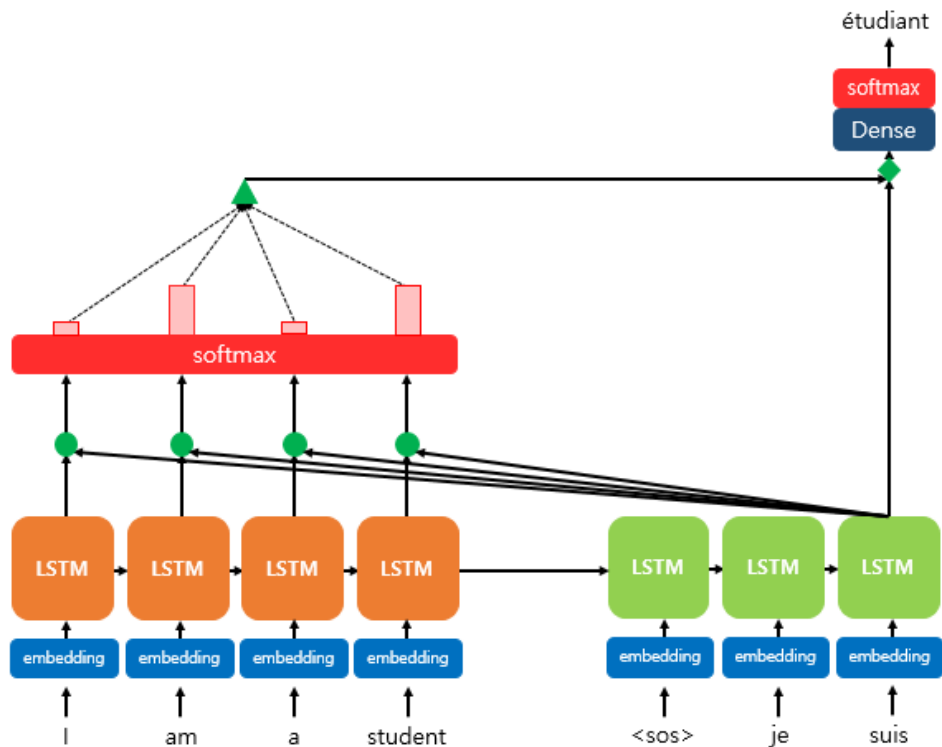 étudiant
softmax
Dense
softmax
LSTM LSTM LSTM LSTM LSTM LSTM LSTM
embedding embedding embedding embedding embedding embedding embedding
I am a student <sos> je suis